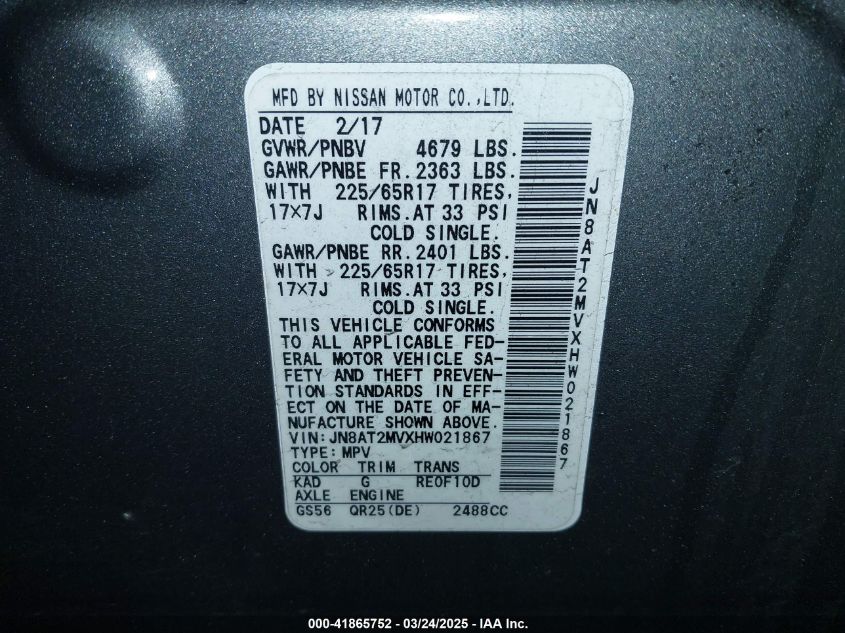 MFD BY NISSAN MOTOR CO.,LTD.
DATE 2/17
GVWR/PNBV 4679 LBS.
GAWR/PNBE FR. 2363 LBS.
WITH 225/65R17 TIRES,
17×7J RIMS.AT 33 PSI
COLD SINGLE.
GAWR/PNBE RR. 2401 LBS.
WITH 225/65R17 TIRES,
17×7J RIMS.AT 33 PSI
COLD SINGLE.
THIS VEHICLE CONFORMS
TO ALL APPLICABLE FED-
ERAL MOTOR VEHICLE SA-
FETY AND THEFT PREVEN-
TION STANDARDS IN EFF-
ECT ON THE DATE OF MA-
NUFACTURE SHOWN ABOVE.
VIN:JN8AT2MVXHW021867
TYPE:MPV
COLOR TRIM TRANS
KAD G RE0F10D
AXLE ENGINE
GS56 QR25(DE) 2488CC
JN8AT2MVXHW021867
000-41865752 - 03/24/2025 - IAA Inc.